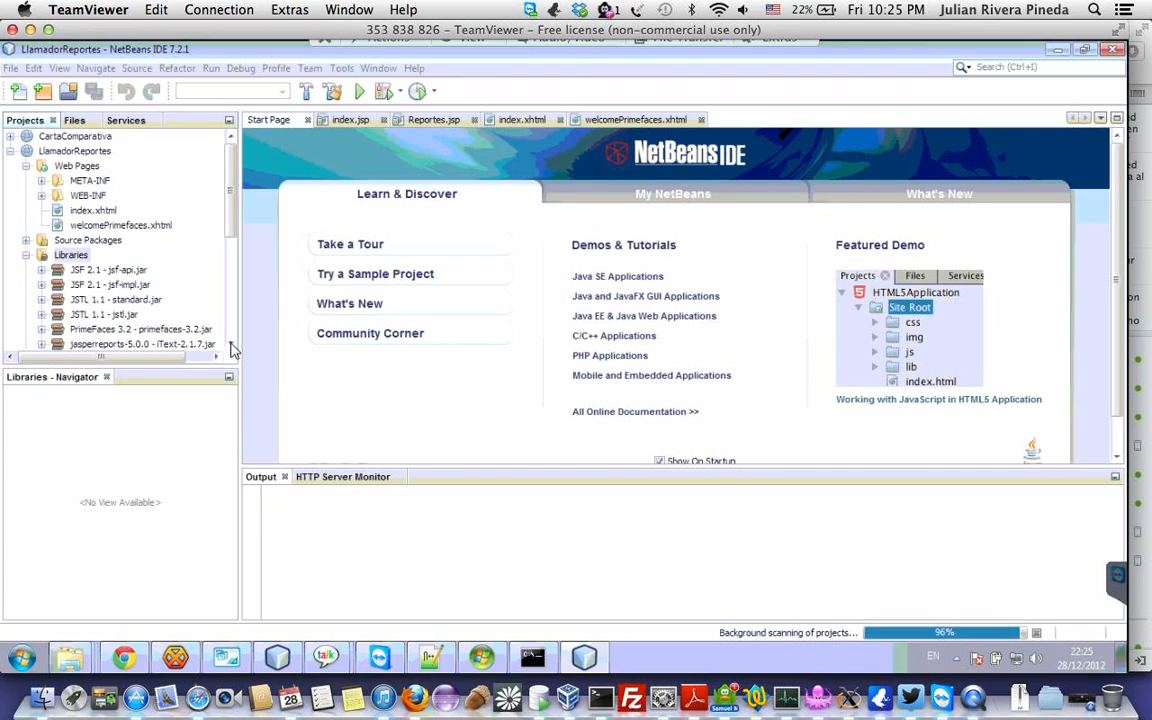 TeamViewer Edit Connection Extras Window Help 22% Fri 10:25 PM Julian Rivera Pineda
353 838 826 – TeamViewer – Free license (non-commercial use only)
LlamadorReportes - NetBeans IDE 7.2.1
File Edit View Navigate Source Refactor Run Debug Profile Team Tools Window Help Search (Ctrl+I)
Projects Files Services Start Page index.jsp Reportes.jsp index.xhtml welcomePrimefaces.xhtml
CartaComparativa
LlamadorReportes
Web Pages
META-INF
WEB-INF
index.xhtml
welcomePrimefaces.xhtml
Source Packages
Libraries
JSF 2.1 - jsf-api.jar
JSF 2.1 - jsf-impl.jar
JSTL 1.1 - standard.jar
JSTL 1.1 - jstl.jar
PrimeFaces 3.2 - primefaces-3.2.jar
jasperreports-5.0.0 - iText-2.1.7.jar
NetBeans IDE
Learn & Discover My NetBeans What's New
Take a Tour
Try a Sample Project
What's New
Community Corner
Demos & Tutorials
Java SE Applications
Java and JavaFX GUI Applications
Java EE & Java Web Applications
C/C++ Applications
PHP Applications
Mobile and Embedded Applications
All Online Documentation >>
Featured Demo
Projects Files Services
HTML5Application
Site Root
css
img
js
lib
index.html
Working with JavaScript in HTML5 Application
Show On Startup
Libraries - Navigator
<No View Available>
Output HTTP Server Monitor
Background scanning of projects... 96%
talk
EN 22:25
28/12/2012